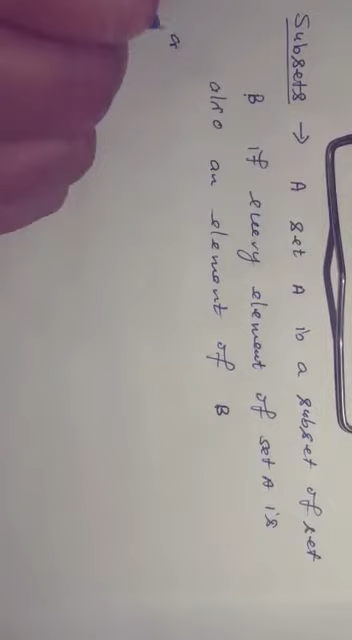 Subsets → A set A is a subset of set
B if every element of set A is
also an element of B